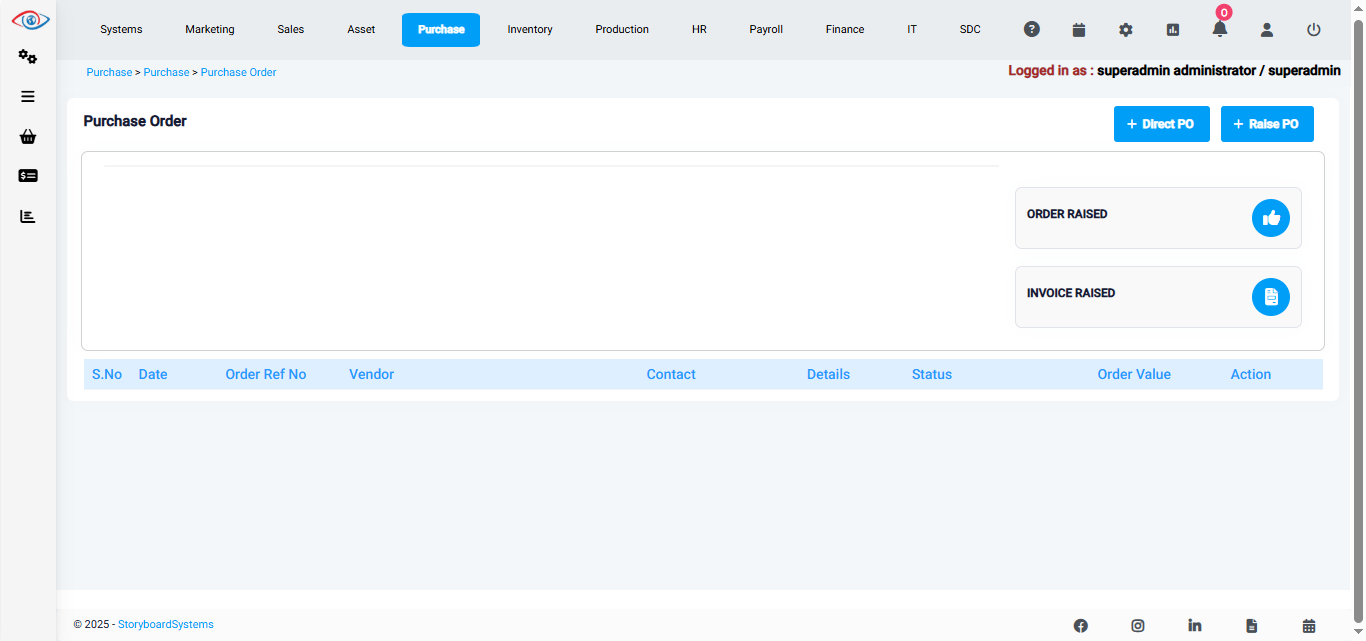 Systems Marketing Sales Asset Purchase Inventory Production HR Payroll Finance IT SDC 0
Purchase > Purchase > Purchase Order
Logged in as : superadmin administrator / superadmin
Purchase Order
+ Direct PO
+ Raise PO
ORDER RAISED
INVOICE RAISED
S.No Date Order Ref No Vendor Contact Details Status Order Value Action
© 2025 - StoryboardSystems